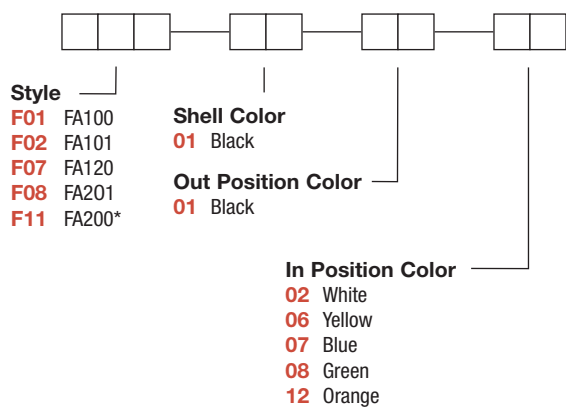 Style
F01 FA100
F02 FA101
F07 FA120
F08 FA201
F11 FA200*
Shell Color
01 Black
Out Position Color
01 Black
In Position Color
02 White
06 Yellow
07 Blue
08 Green
12 Orange